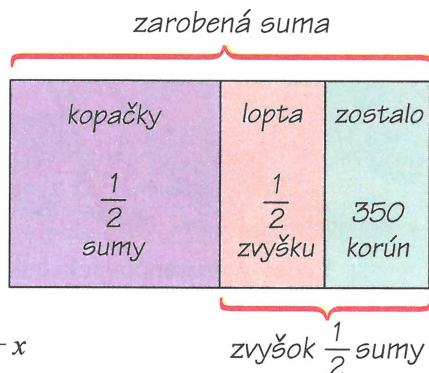 zarobená suma
kopačky lopta zostalo
1/2 1/2 350
sumy zvyšku korún
x zvyšok 1/2 sumy